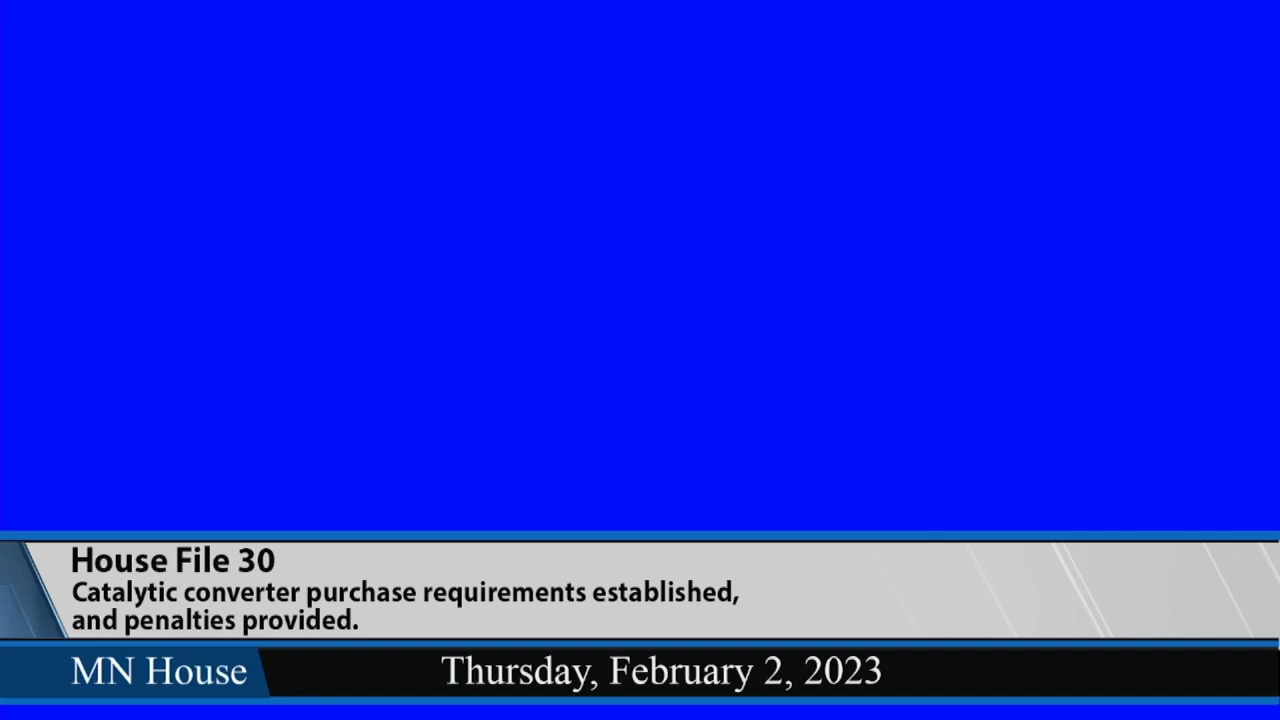 House File 30
Catalytic converter purchase requirements established,
and penalties provided.
MN House
Thursday, February 2, 2023